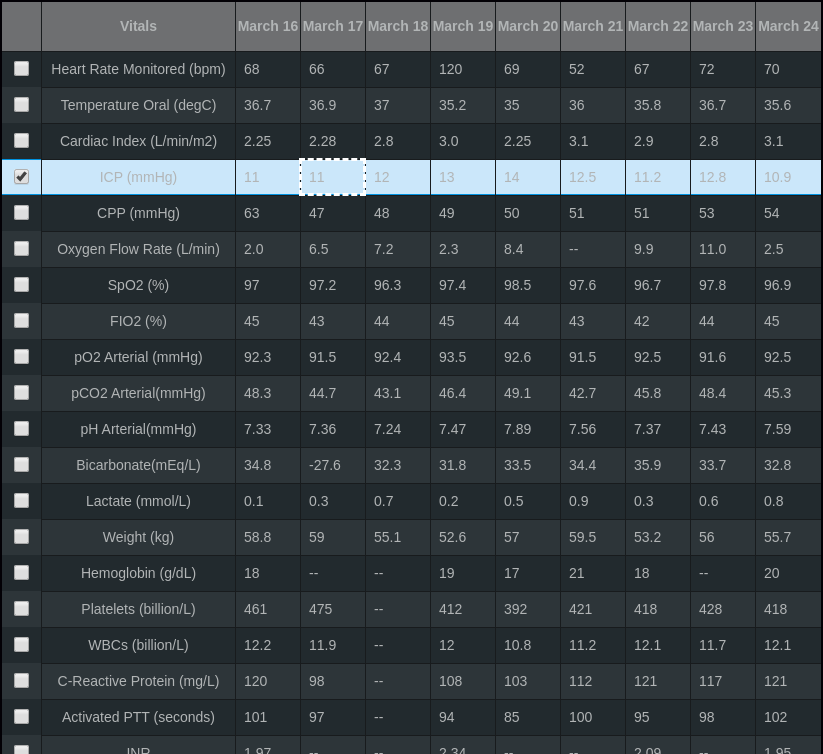 Vitals March 16 March 17 March 18 March 19 March 20 March 21 March 22 March 23 March 24
Heart Rate Monitored (bpm) 68 66 67 120 69 52 67 72 70
Temperature Oral (degC) 36.7 36.9 37 35.2 35 36 35.8 36.7 35.6
Cardiac Index (L/min/m2) 2.25 2.28 2.8 3.0 2.25 3.1 2.9 2.8 3.1
ICP (mmHg) 11 11 12 13 14 12.5 11.2 12.8 10.9
CPP (mmHg) 63 47 48 49 50 51 51 53 54
Oxygen Flow Rate (L/min) 2.0 6.5 7.2 2.3 8.4 -- 9.9 11.0 2.5
SpO2 (%) 97 97.2 96.3 97.4 98.5 97.6 96.7 97.8 96.9
FIO2 (%) 45 43 44 45 44 43 42 44 45
pO2 Arterial (mmHg) 92.3 91.5 92.4 93.5 92.6 91.5 92.5 91.6 92.5
pCO2 Arterial(mmHg) 48.3 44.7 43.1 46.4 49.1 42.7 45.8 48.4 45.3
pH Arterial(mmHg) 7.33 7.36 7.24 7.47 7.89 7.56 7.37 7.43 7.59
Bicarbonate(mEq/L) 34.8 -27.6 32.3 31.8 33.5 34.4 35.9 33.7 32.8
Lactate (mmol/L) 0.1 0.3 0.7 0.2 0.5 0.9 0.3 0.6 0.8
Weight (kg) 58.8 59 55.1 52.6 57 59.5 53.2 56 55.7
Hemoglobin (g/dL) 18 -- -- 19 17 21 18 -- 20
Platelets (billion/L) 461 475 -- 412 392 421 418 428 418
WBCs (billion/L) 12.2 11.9 -- 12 10.8 11.2 12.1 11.7 12.1
C-Reactive Protein (mg/L) 120 98 -- 108 103 112 121 117 121
Activated PTT (seconds) 101 97 -- 94 85 100 95 98 102
INR 1.97 -- -- 2.34 -- -- 2.09 -- 1.95